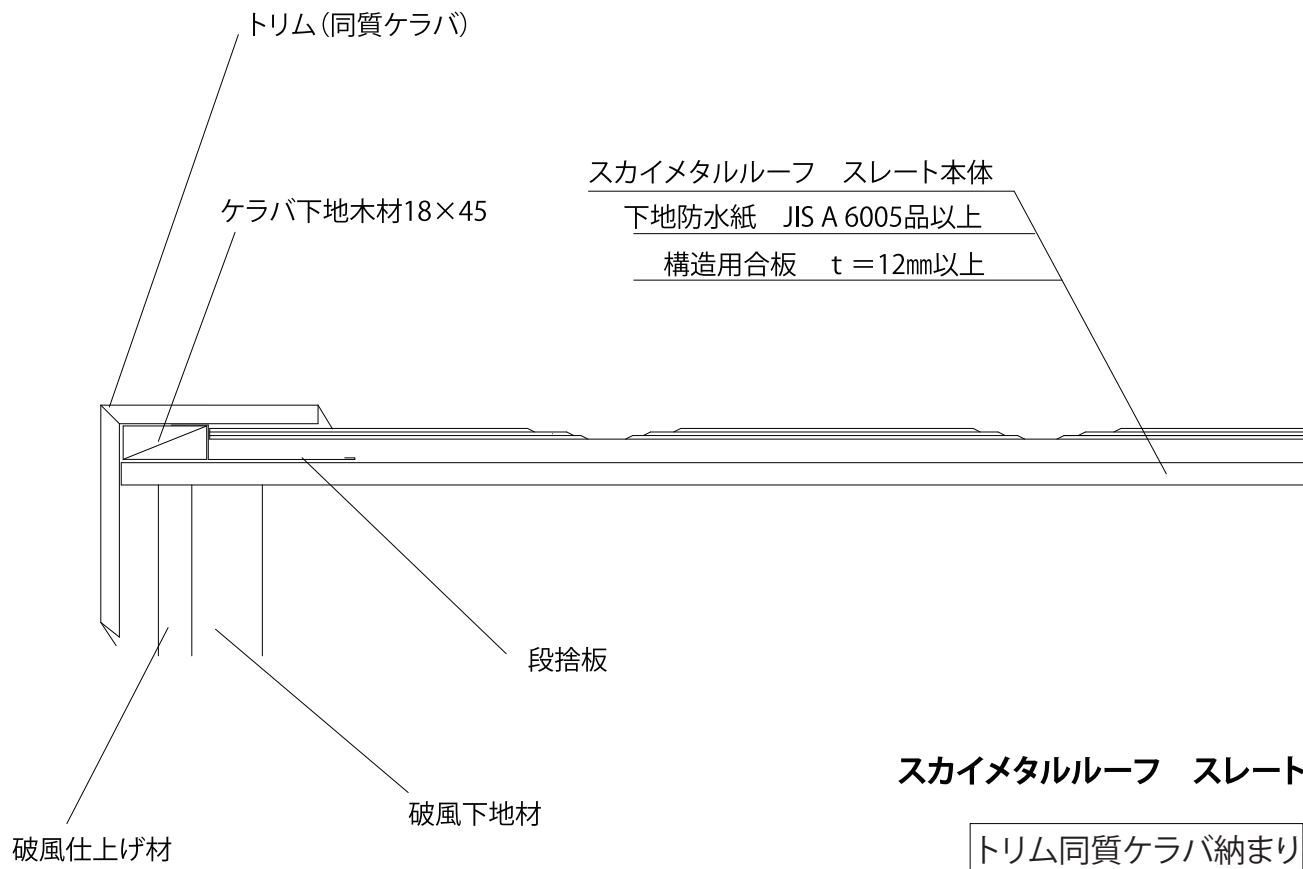 トリム（同質ケラバ）
スカイメタルルーフ　スレート本体
ケラバ下地木材18×45
下地防水紙　JIS A 6005品以上
構造用合板　ｔ＝12㎜以上
段捨板
スカイメタルルーフ　スレート
破風下地材
破風仕上げ材
トリム同質ケラバ納まり